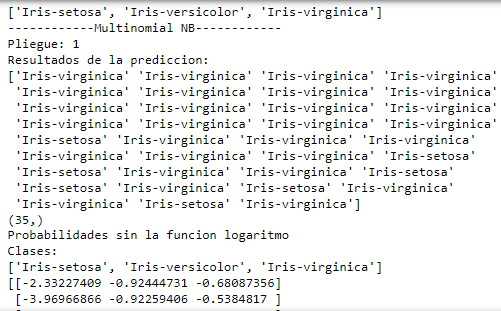 ['Iris-setosa', 'Iris-versicolor', 'Iris-virginica']
------------Multinomial NB------------
Pliegue: 1
Resultados de la prediccion:
['Iris-virginica' 'Iris-virginica' 'Iris-virginica' 'Iris-virginica'
'Iris-virginica' 'Iris-virginica' 'Iris-virginica' 'Iris-virginica'
'Iris-virginica' 'Iris-virginica' 'Iris-virginica' 'Iris-virginica'
'Iris-virginica' 'Iris-virginica' 'Iris-virginica' 'Iris-virginica'
'Iris-setosa' 'Iris-virginica' 'Iris-virginica' 'Iris-virginica'
'Iris-virginica' 'Iris-virginica' 'Iris-virginica' 'Iris-setosa'
'Iris-setosa' 'Iris-virginica' 'Iris-virginica' 'Iris-setosa'
'Iris-virginica' 'Iris-virginica' 'Iris-setosa' 'Iris-virginica'
'Iris-virginica' 'Iris-setosa' 'Iris-virginica']
(35,)
Probabilidades sin la funcion logaritmo
Clases:
['Iris-setosa', 'Iris-versicolor', 'Iris-virginica']
[[-2.33227409 -0.92444731 -0.68087356]
[-3.96966866 -0.92259406 -0.5384817 ]